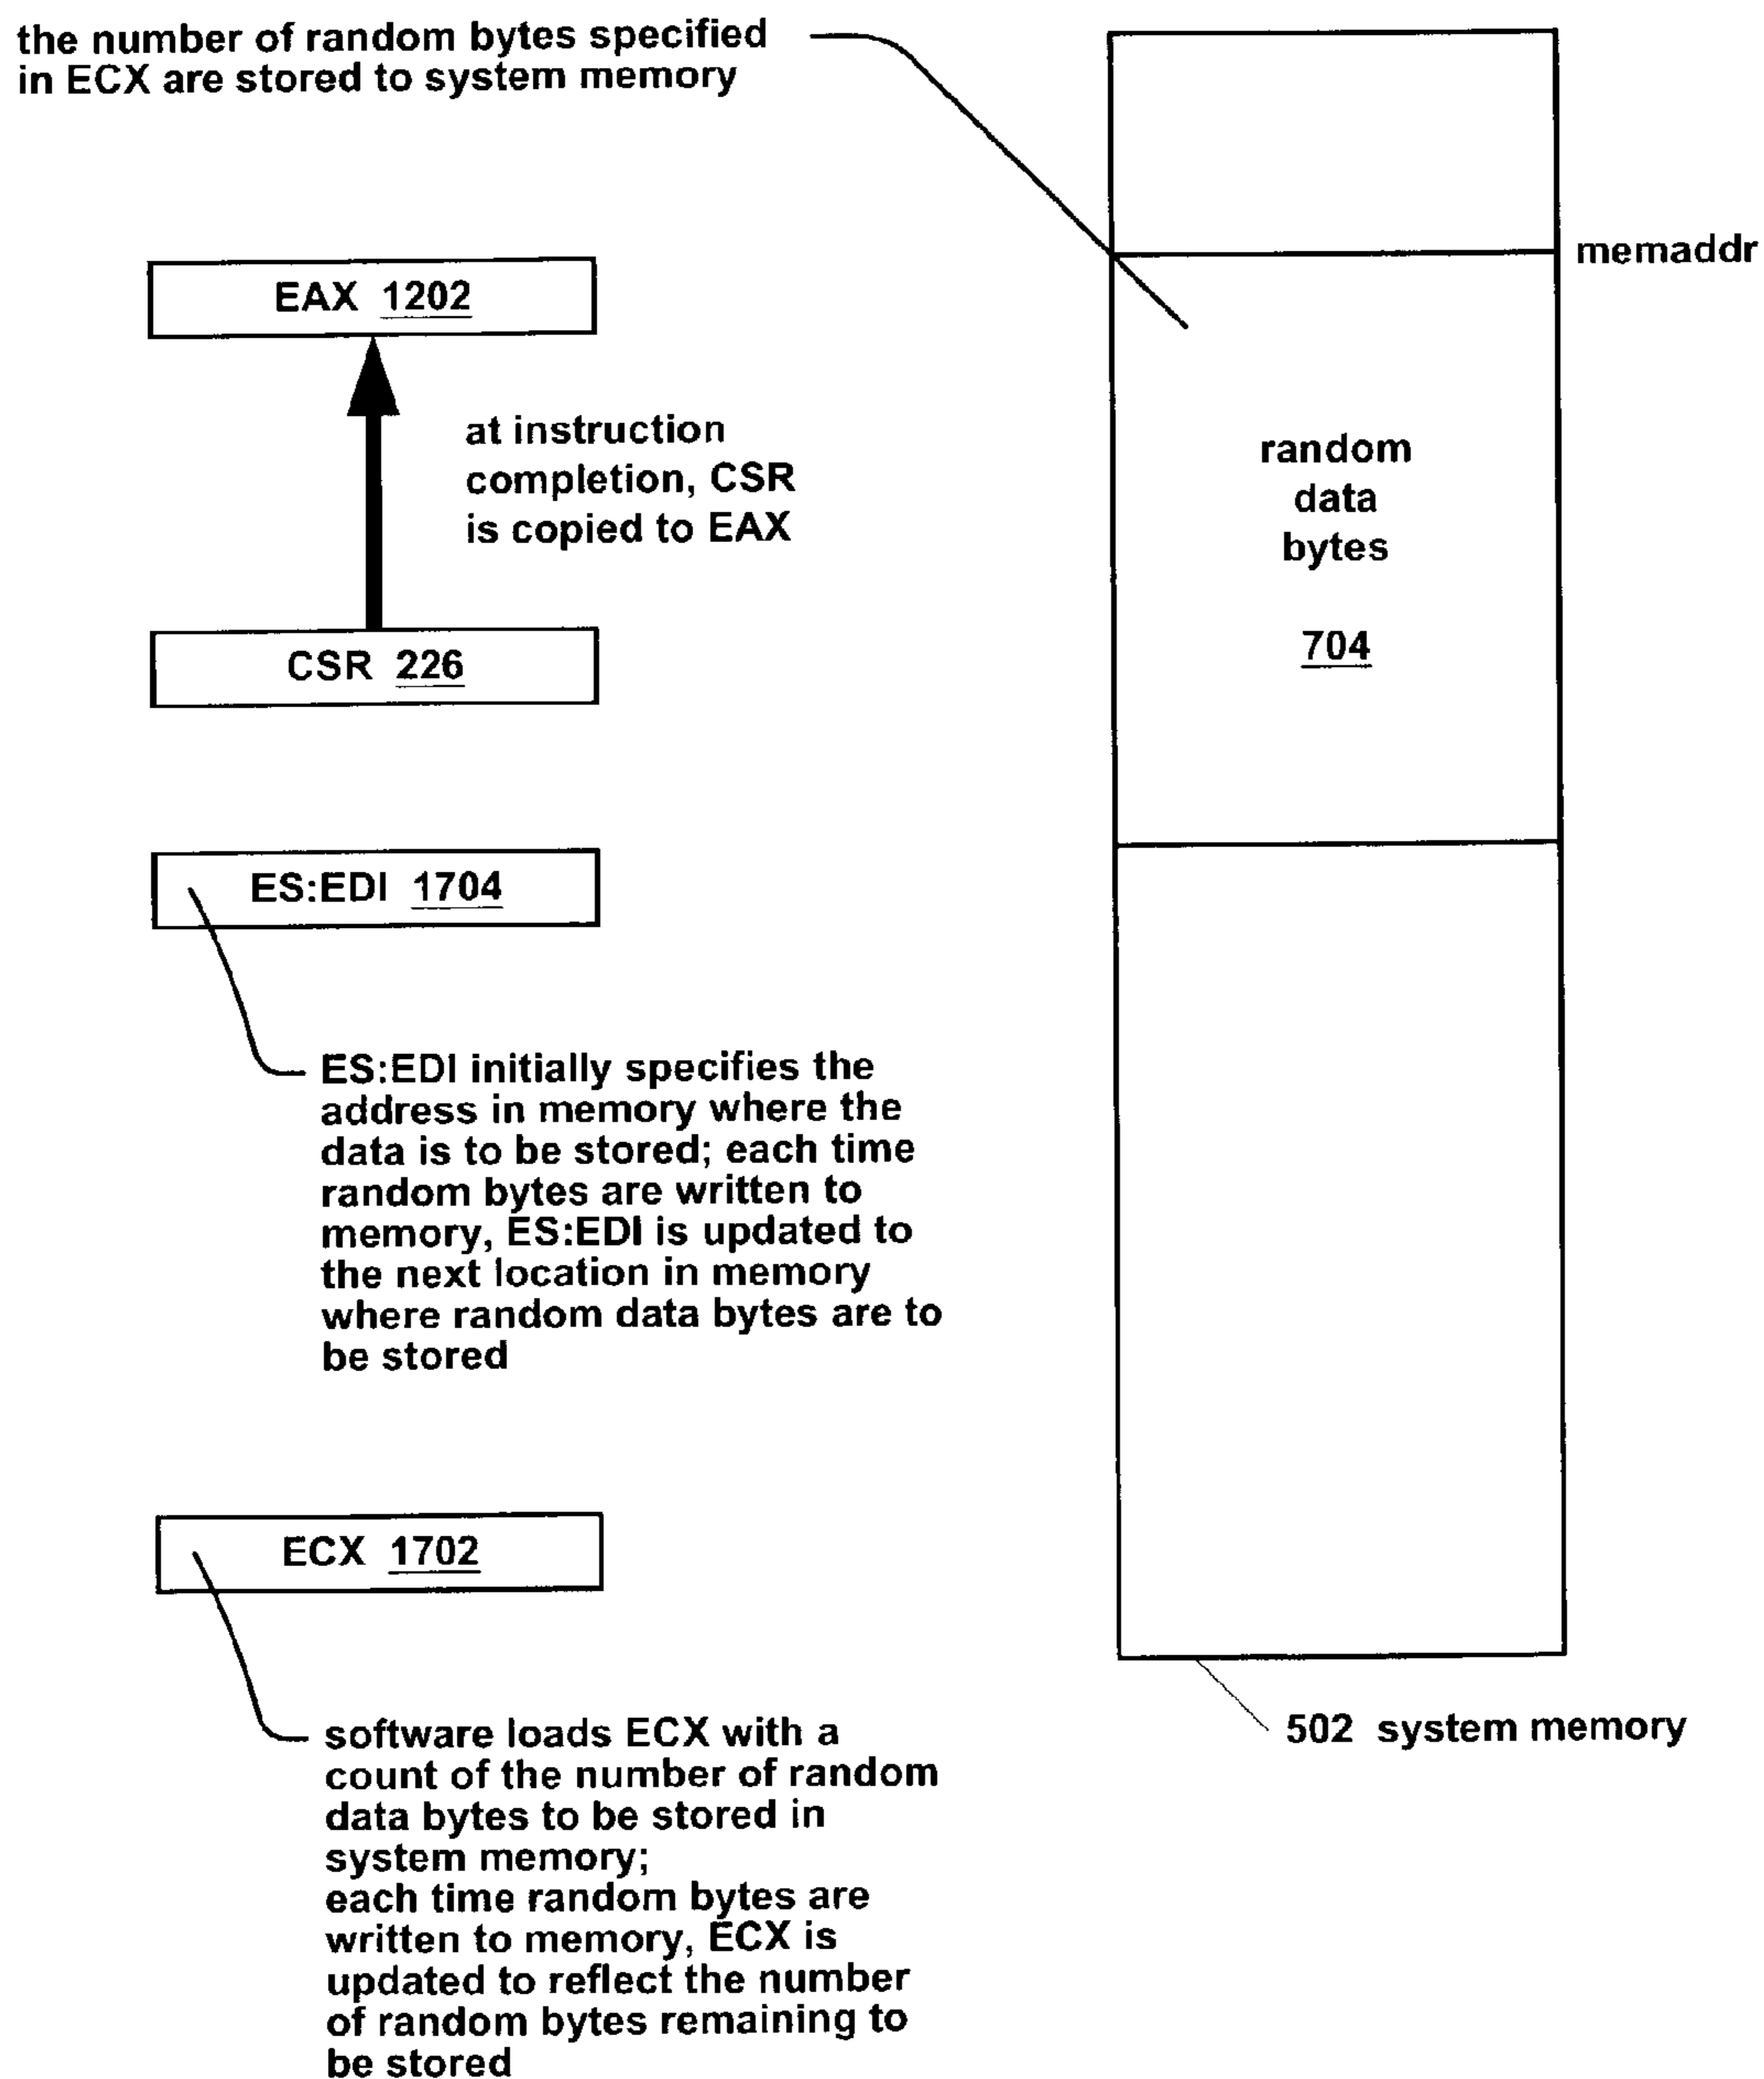 the number of random bytes specified
in ECX are stored to system memory
memaddr
EAX 1202
at instruction
completion, CSR
is copied to EAX
random
data
bytes
704
CSR 226
ES:EDI 1704
ES:EDI initially specifies the
address in memory where the
data is to be stored; each time
random bytes are written to
memory, ES:EDI is updated to
the next location in memory
where random data bytes are to
be stored
ECX 1702
502 system memory
software loads ECX with a
count of the number of random
data bytes to be stored in
system memory;
each time random bytes are
written to memory, ECX is
updated to reflect the number
of random bytes remaining to
be stored